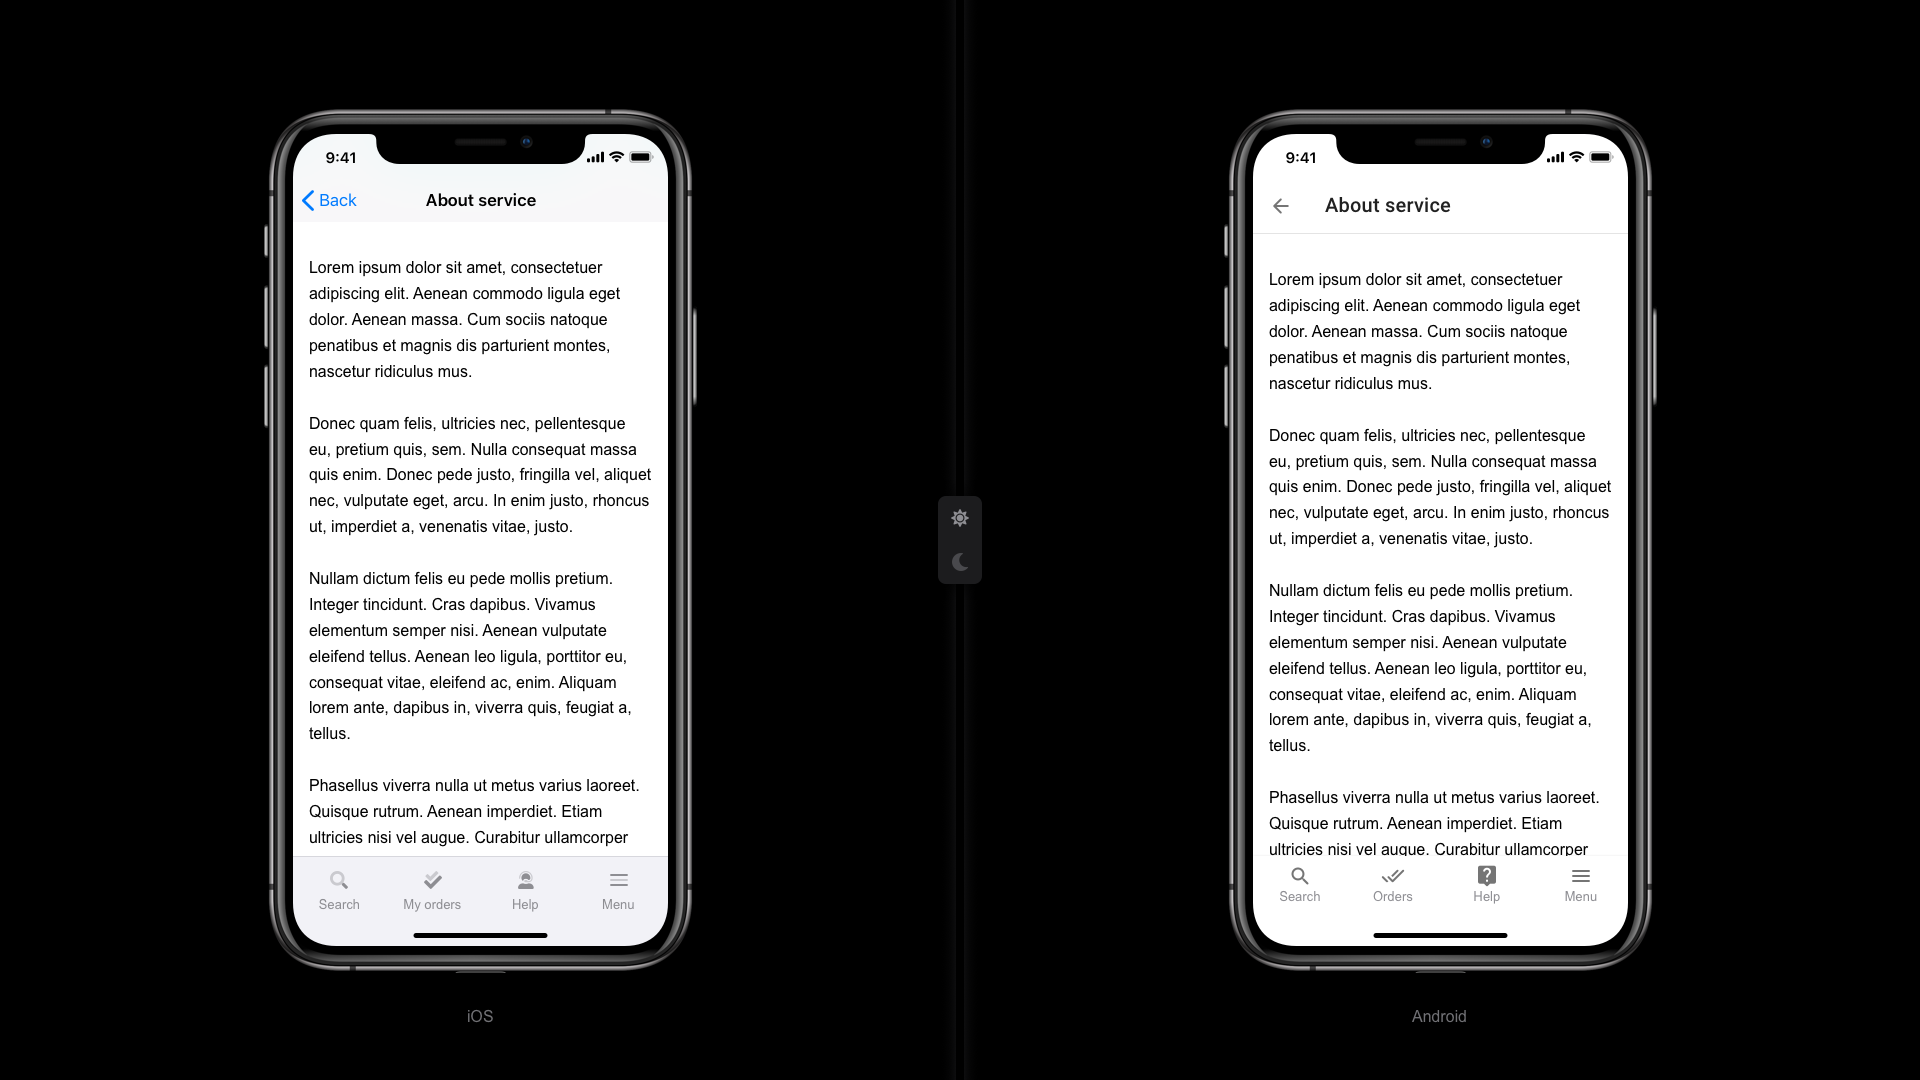 9:41
Back
About service
Lorem ipsum dolor sit amet, consectetuer
adipiscing elit. Aenean commodo ligula eget
dolor. Aenean massa. Cum sociis natoque
penatibus et magnis dis parturient montes,
nascetur ridiculus mus.
Donec quam felis, ultricies nec, pellentesque
eu, pretium quis, sem. Nulla consequat massa
quis enim. Donec pede justo, fringilla vel, aliquet
nec, vulputate eget, arcu. In enim justo, rhoncus
ut, imperdiet a, venenatis vitae, justo.
Nullam dictum felis eu pede mollis pretium.
Integer tincidunt. Cras dapibus. Vivamus
elementum semper nisi. Aenean vulputate
eleifend tellus. Aenean leo ligula, porttitor eu,
consequat vitae, eleifend ac, enim. Aliquam
lorem ante, dapibus in, viverra quis, feugiat a,
tellus.
Phasellus viverra nulla ut metus varius laoreet.
Quisque rutrum. Aenean imperdiet. Etiam
ultricies nisi vel augue. Curabitur ullamcorper
Search
My orders
Help
Menu
iOS
9:41
About service
Lorem ipsum dolor sit amet, consectetuer
adipiscing elit. Aenean commodo ligula eget
dolor. Aenean massa. Cum sociis natoque
penatibus et magnis dis parturient montes,
nascetur ridiculus mus.
Donec quam felis, ultricies nec, pellentesque
eu, pretium quis, sem. Nulla consequat massa
quis enim. Donec pede justo, fringilla vel, aliquet
nec, vulputate eget, arcu. In enim justo, rhoncus
ut, imperdiet a, venenatis vitae, justo.
Nullam dictum felis eu pede mollis pretium.
Integer tincidunt. Cras dapibus. Vivamus
elementum semper nisi. Aenean vulputate
eleifend tellus. Aenean leo ligula, porttitor eu,
consequat vitae, eleifend ac, enim. Aliquam
lorem ante, dapibus in, viverra quis, feugiat a,
tellus.
Phasellus viverra nulla ut metus varius laoreet.
Quisque rutrum. Aenean imperdiet. Etiam
ultricies nisi vel augue. Curabitur ullamcorper
Search
Orders
Help
Menu
Android